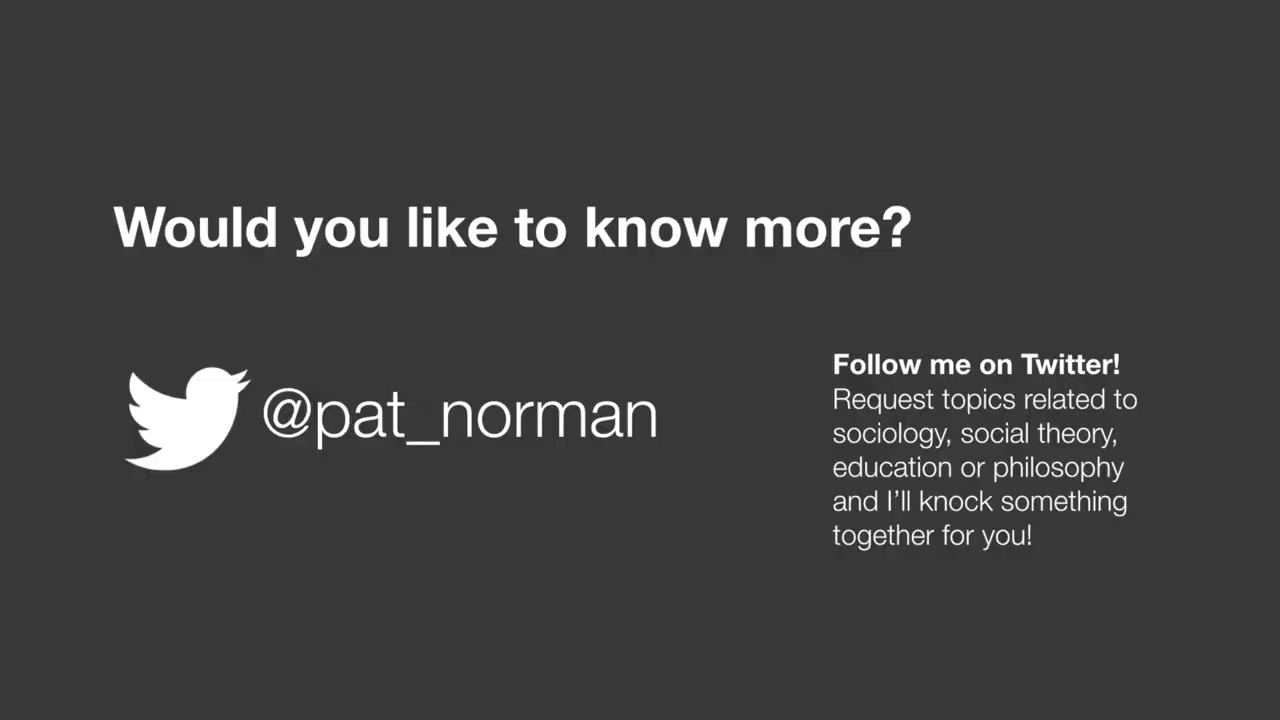 Would you like to know more?
@pat_norman
Follow me on Twitter!
Request topics related to
sociology, social theory,
education or philosophy
and I’ll knock something
together for you!